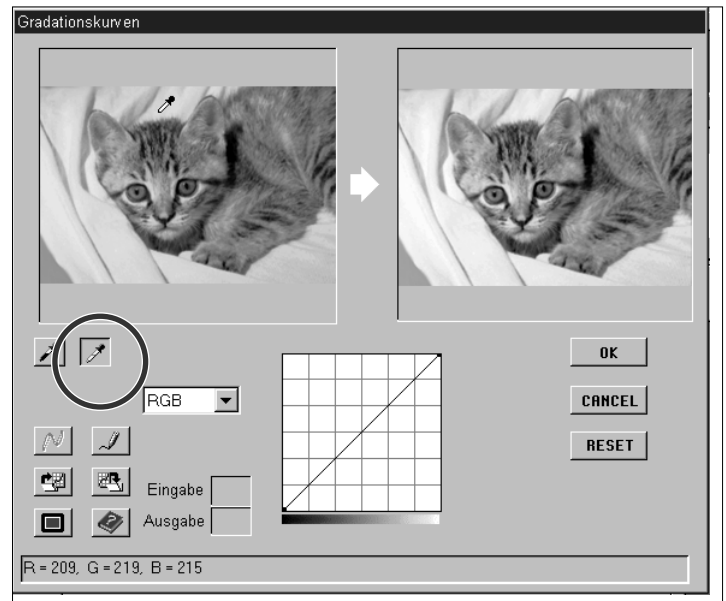 Gradationskurven
OK
RGB
CANCEL
RESET
Eingabe
Ausgabe
R = 209, G = 219, B = 215